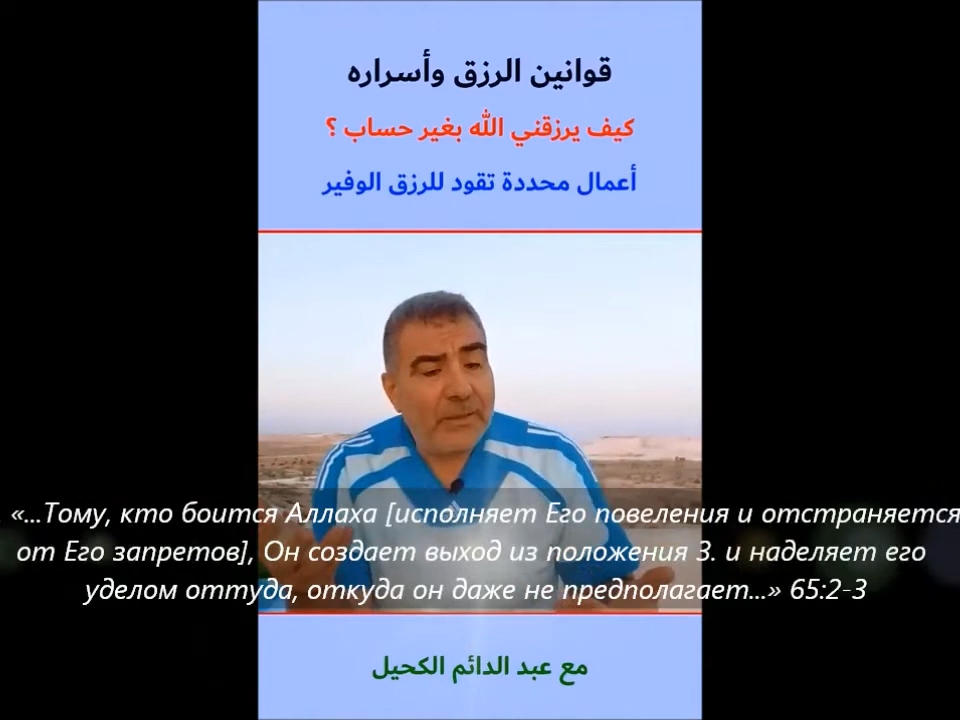 قوانين الرزق وأسراره
كيف يرزقني الله بغير حساب ؟
أعمال محددة تقود للرزق الوفير
«...Тому, кто боится Аллаха [исполняет Его повеления и отстраняется
от Его запретов], Он создает выход из положения 3. и наделяет его
уделом оттуда, откуда он даже не предполагает...» 65:2-3
مع عبد الدائم الكحيل